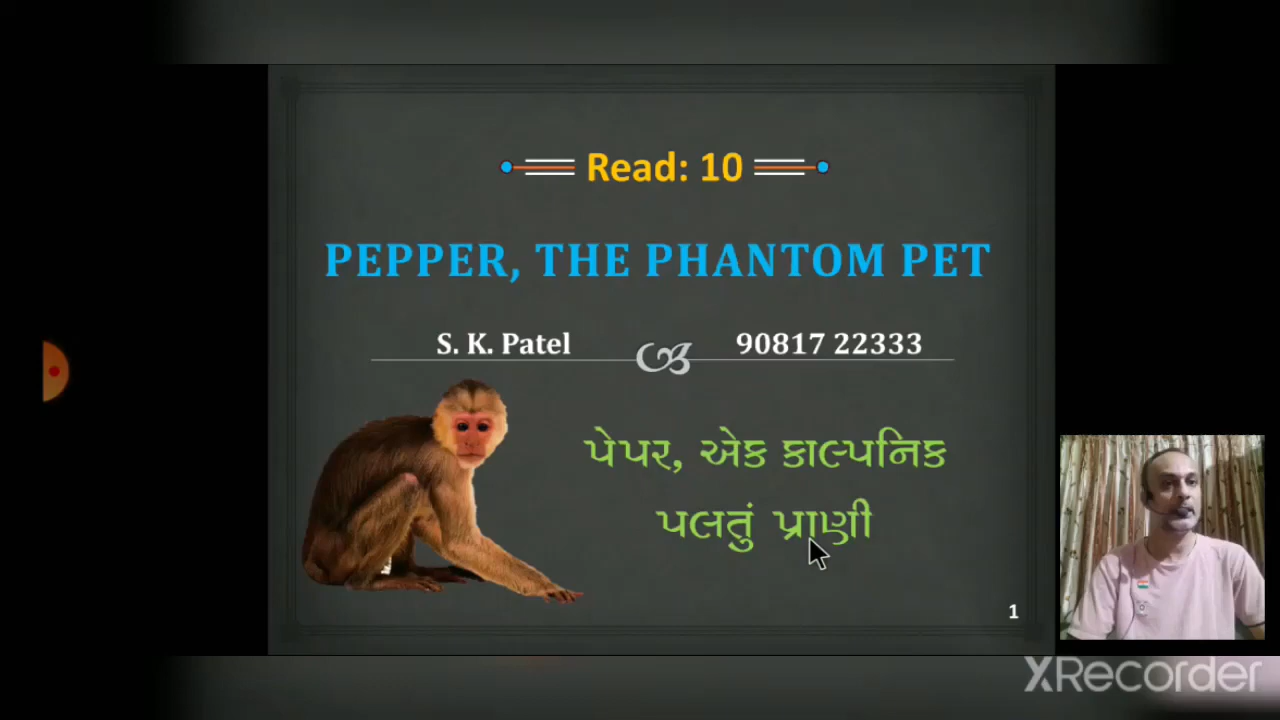 Read: 10
PEPPER, THE PHANTOM PET
S. K. Patel 90817 22333
પેપર, એક કાલ્પનિક
પલતું પ્રાણી
1
XRecorder